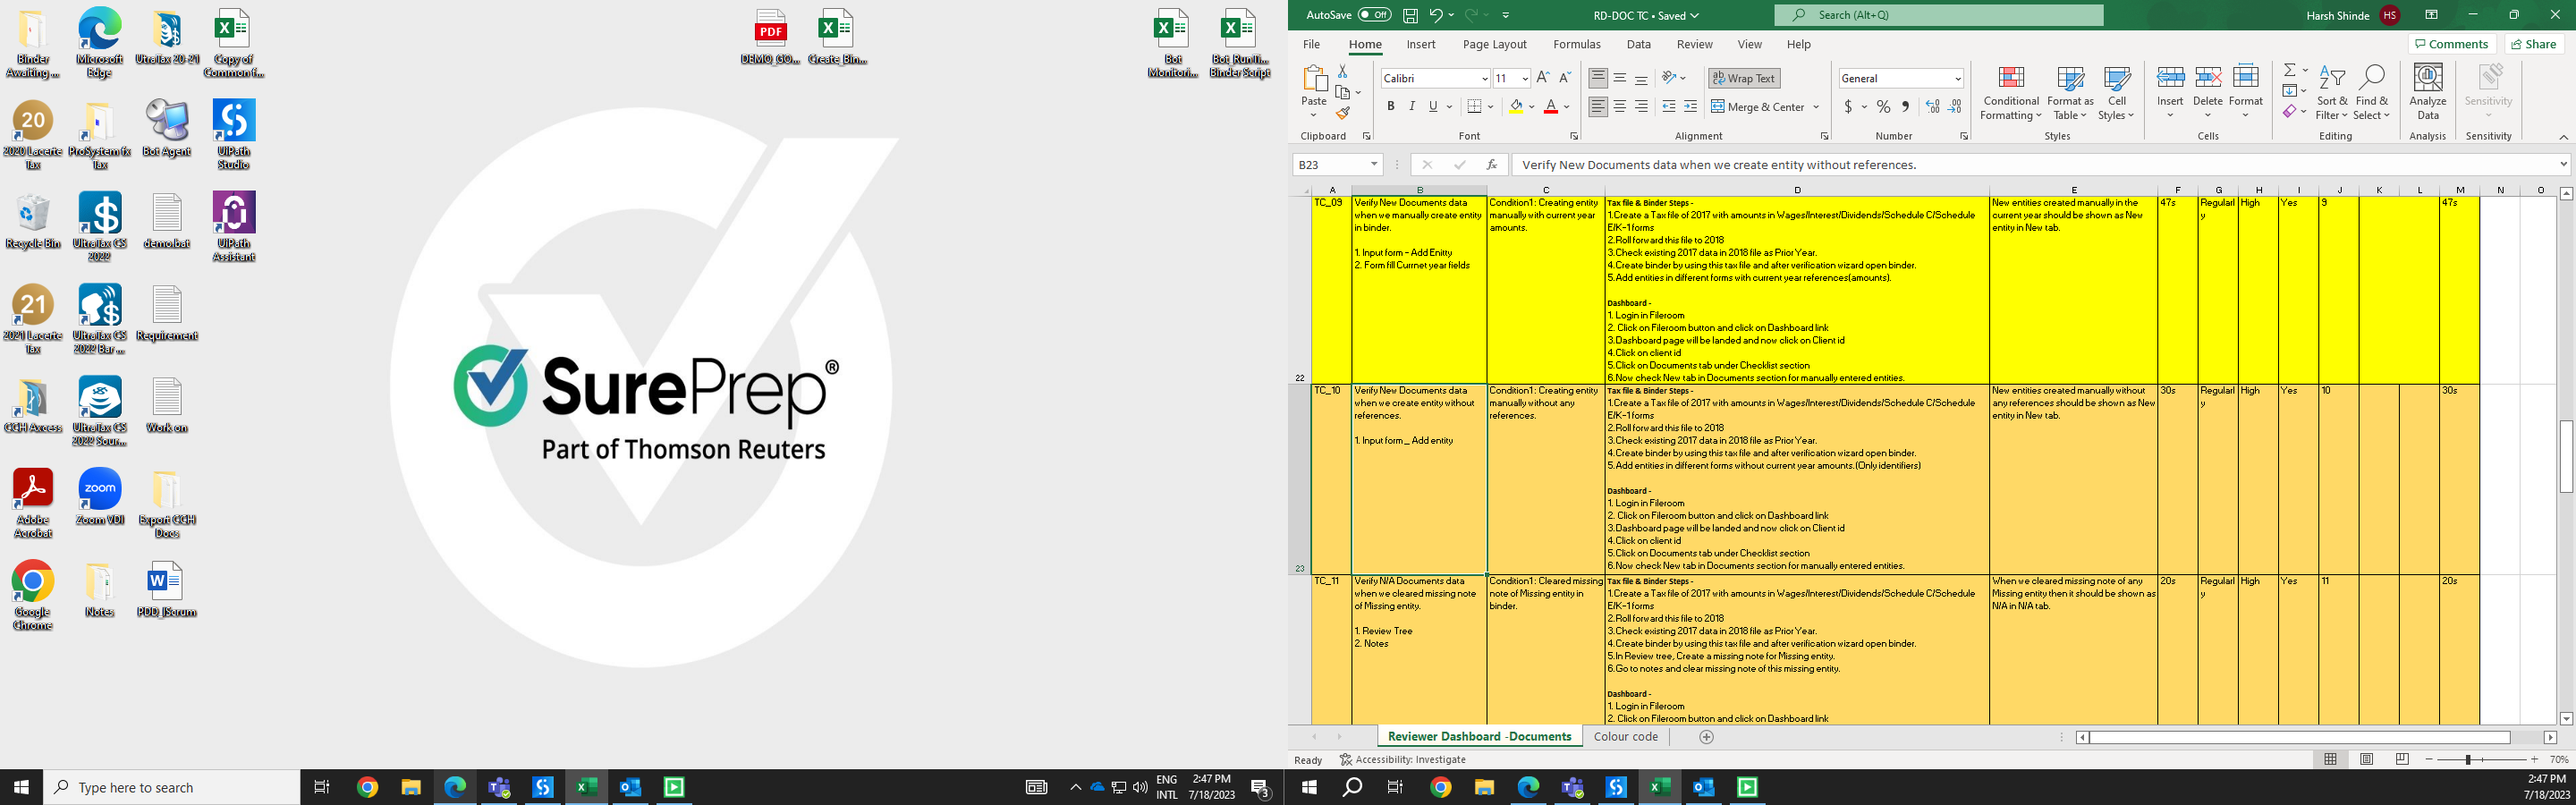 Binder
Awaiting ...
Microsoft
Edge
UltraTax 20-21
Copy of
Common f...
DEMO_GO...
Create_Bin...
Bot
Monitori...
Bot_Run II...
Binder Script
20
2020 Lacerte
Tax
ProSystem fx
Tax
Bot Agent
UiPath
Studio
Recycle Bin
UltraTax CS
2022
demo.bat
UiPath
Assistant
21
2021 Lacerte
Tax
UltraTax CS
2022 Bar ...
Requirement
CCH Axcess
UltraTax CS
2022 Sour...
Work on
Adobe
Acrobat
zoom
Zoom VDI
Export CCH
Docs
Google
Chrome
Notes
PDD_JScrum
PDF
SurePrep®
Part of Thomson Reuters
Type here to search
ENG
INTL
2:47 PM
7/18/2023
3
AutoSave Off
RD-DOC TC • Saved
Search (Alt+Q)
Harsh Shinde HS
File Home Insert Page Layout Formulas Data Review View Help
Comments Share
Paste
Clipboard
Calibri 11
B I U
Font
Wrap Text
Merge & Center
Alignment
General
$ % 9
Number
Conditional
Formatting
Format as
Table
Cell
Styles
Styles
Insert Delete Format
Cells
Sort &
Filter
Find &
Select
Editing
Analyze
Data
Analysis
Sensitivity
Sensitivity
B23 fx Verify New Documents data when we create entity without references.
A B C D E F G H I J K L M N O
22
TC_09
Verify New Documents data
when we manually create entity
in binder.
1. Input form - Add Enitty
2. Form fill Currnet year fields
Condition1: Creating entity
manually with current year
amounts.
Tax file & Binder Steps -
1.Create a Tax file of 2017 with amounts in Wages/Interest/Dividends/Schedule C/Schedule
E/K-1 forms
2.Roll forward this file to 2018
3.Check existing 2017 data in 2018 file as Prior Year.
4.Create binder by using this tax file and after verification wizard open binder.
5.Add entities in different forms with current year references(amounts).
Dashboard -
1. Login in Fileroom
2. Click on Fileroom button and click on Dashboard link
3.Dashboard page will be landed and now click on Client id
4.Click on client id
5.Click on Documents tab under Checklist section
6.Now check New tab in Documents section for manually entered entities.
New entities created manually in the
current year should be shown as New
entity in New tab.
47s
Regularl
y
High
Yes
9
47s
23
TC_10
Verify New Documents data
when we create entity without
references.
1. Input form _ Add entity
Condition1: Creating entity
manually without any
references.
Tax file & Binder Steps -
1.Create a Tax file of 2017 with amounts in Wages/Interest/Dividends/Schedule C/Schedule
E/K-1 forms
2.Roll forward this file to 2018
3.Check existing 2017 data in 2018 file as Prior Year.
4.Create binder by using this tax file and after verification wizard open binder.
5.Add entities in different forms without current year amounts.(Only identifiers)
Dashboard -
1. Login in Fileroom
2. Click on Fileroom button and click on Dashboard link
3.Dashboard page will be landed and now click on Client id
4.Click on client id
5.Click on Documents tab under Checklist section
6.Now check New tab in Documents section for manually entered entities.
New entities created manually without
any references should be shown as New
entity in New tab.
30s
Regularl
y
High
Yes
10
30s
TC_11
Verify N/A Documents data
when we cleared missing note
of Missing entity.
1. Review Tree
2. Notes
Condition1: Cleared missing
note of Missing entity in
binder.
Tax file & Binder Steps -
1.Create a Tax file of 2017 with amounts in Wages/Interest/Dividends/Schedule C/Schedule
E/K-1 forms
2.Roll forward this file to 2018
3.Check existing 2017 data in 2018 file as Prior Year.
4.Create binder by using this tax file and after verification wizard open binder.
5.In Review tree, Create a missing note for Missing entity.
6.Go to notes and clear missing note of this missing entity.
Dashboard -
1. Login in Fileroom
2. Click on Fileroom button and click on Dashboard link
When we cleared missing note of any
Missing entity then it should be shown as
N/A in N/A tab.
20s
Regularl
y
High
Yes
11
20s
Reviewer Dashboard -Documents
Colour code
Ready
Accessibility: Investigate
70%
2:47 PM
7/18/2023